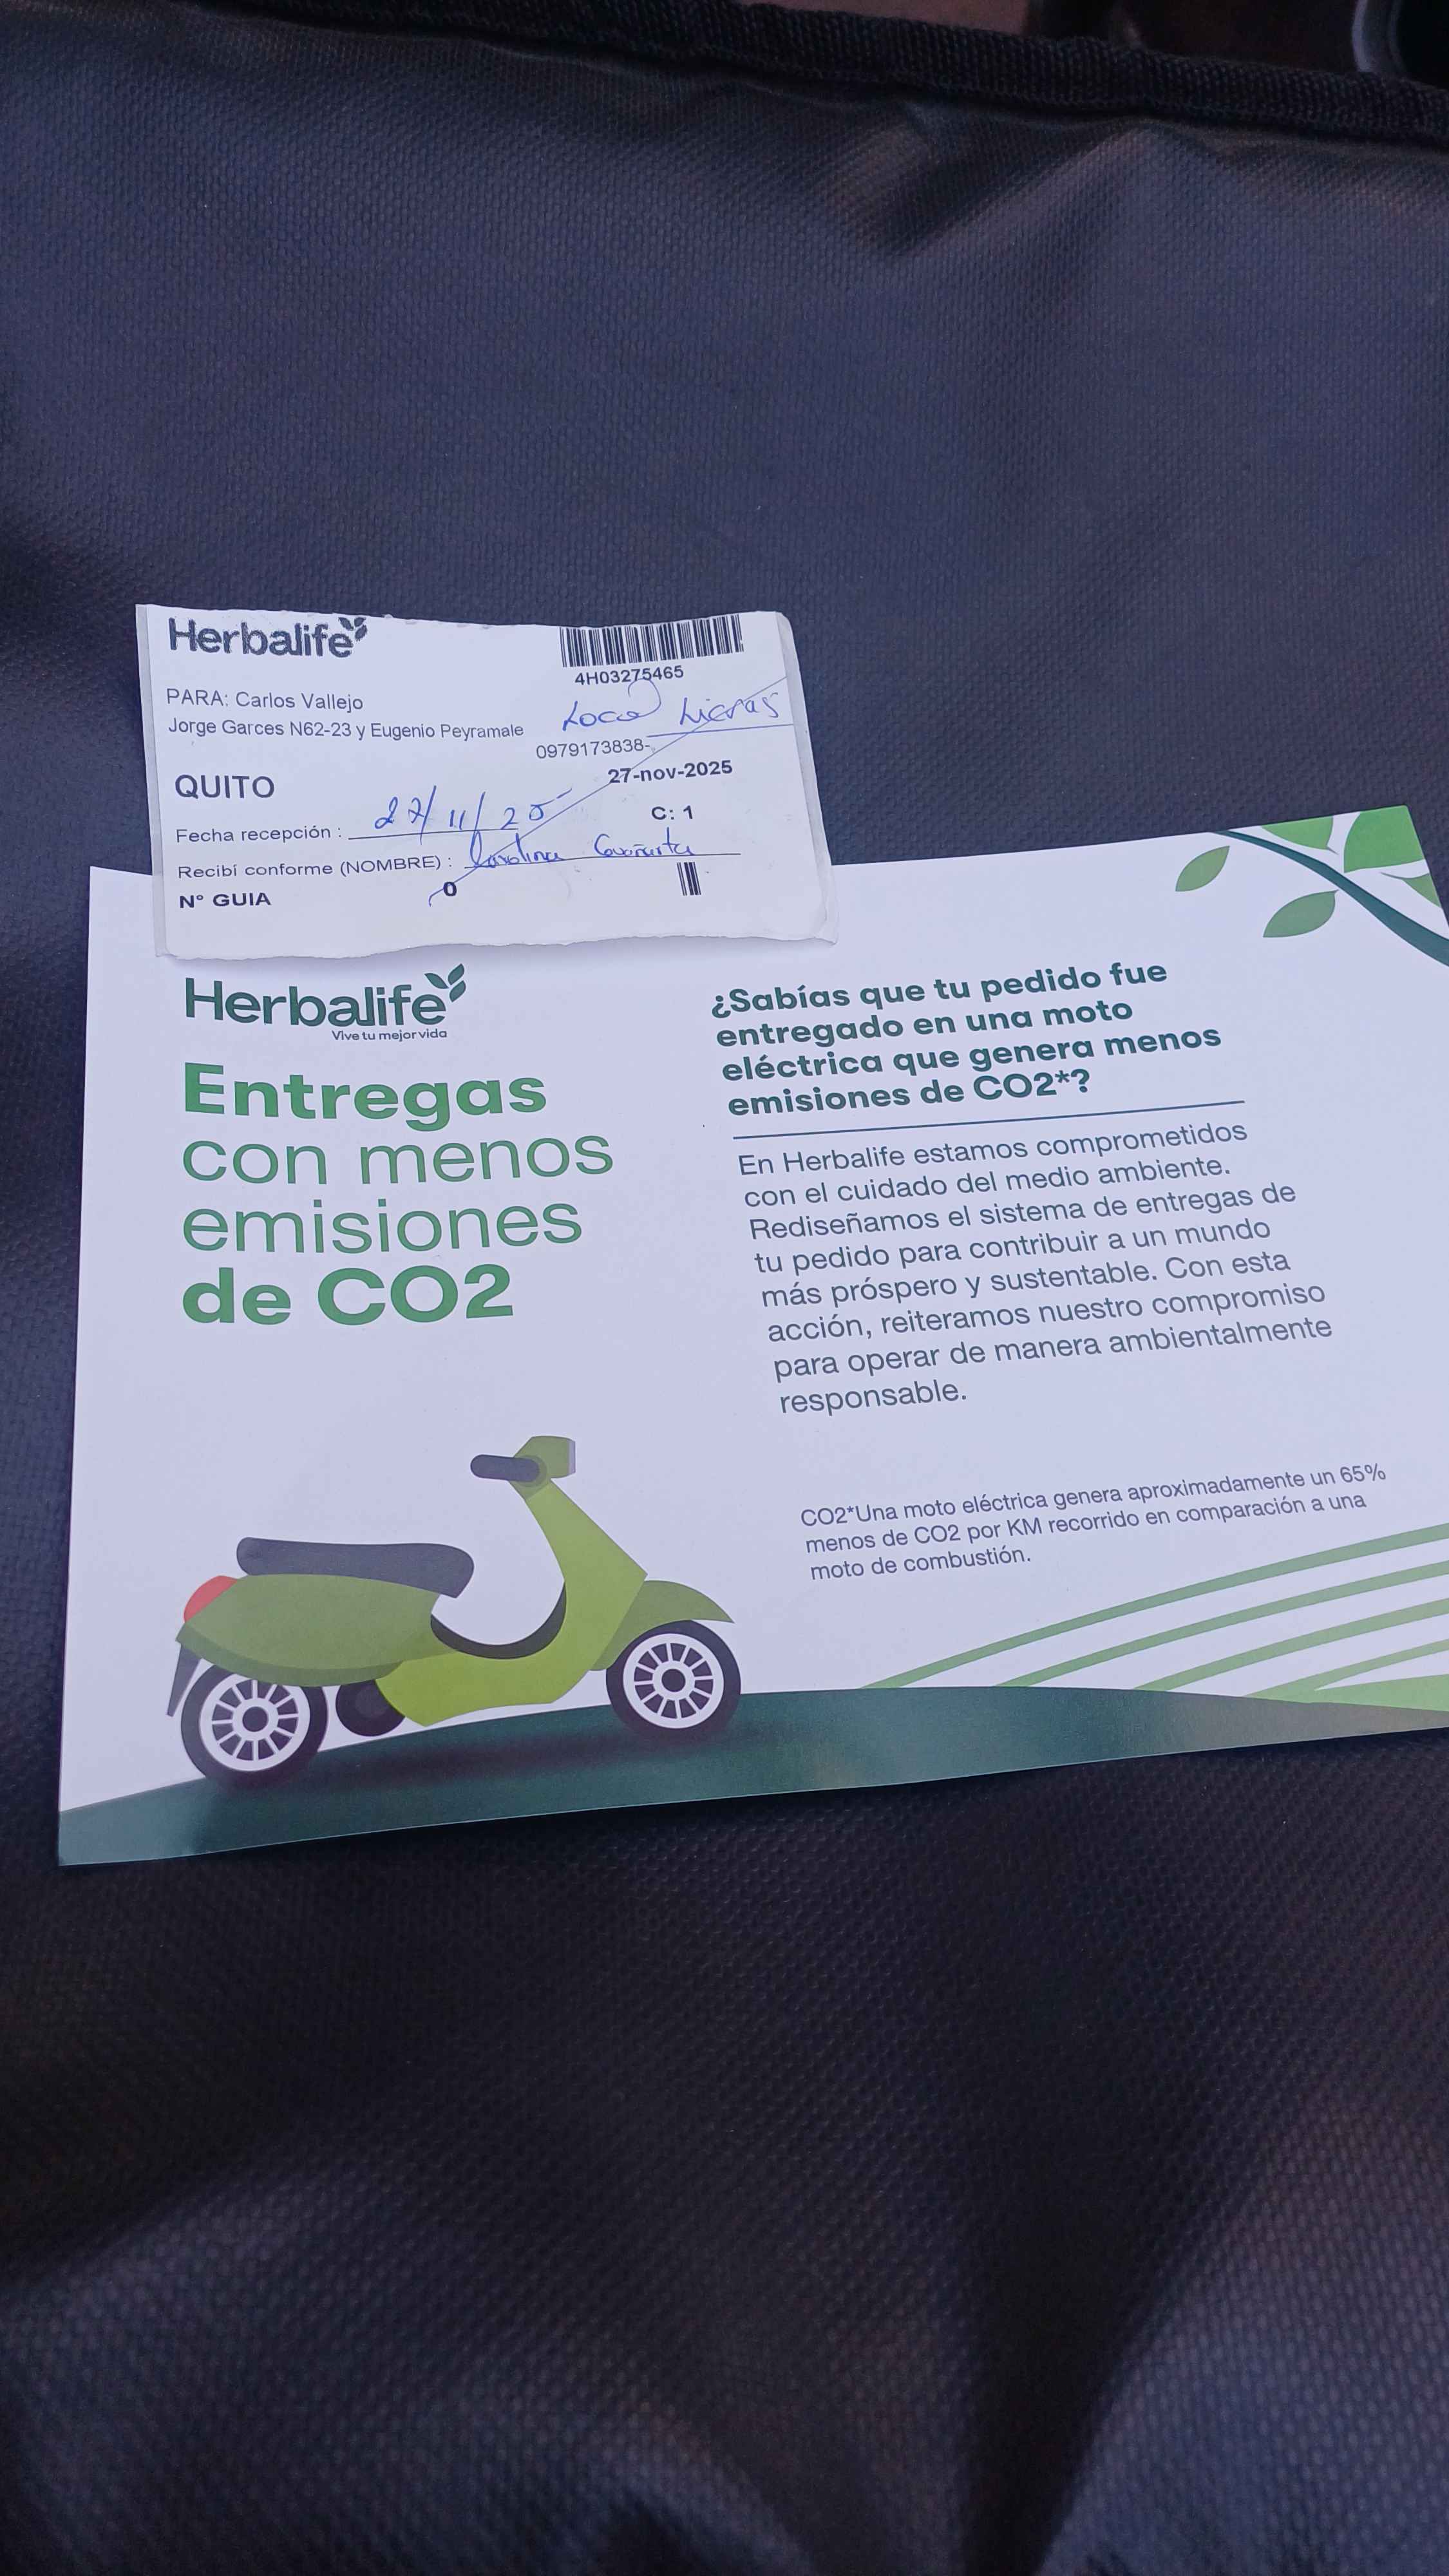 Herbalife
4H03275465
PARA: Carlos Vallejo
Jorge Garces N62-23 y Eugenio Peyramale
Local
0979173838-
QUITO
27-nov-2025
C: 1
Fecha recepción : 27/11/25
Recibí conforme (NOMBRE) : Carolina
N° GUIA
0
Herbalife
Vive tu mejor vida
Entregas
con menos
emisiones
de CO2
¿Sabías que tu pedido fue
entregado en una moto
eléctrica que genera menos
emisiones de CO2*?
En Herbalife estamos comprometidos
con el cuidado del medio ambiente.
Rediseñamos el sistema de entregas de
tu pedido para contribuir a un mundo
más próspero y sustentable. Con esta
acción, reiteramos nuestro compromiso
para operar de manera ambientalmente
responsable.
CO2*Una moto eléctrica genera aproximadamente un 65%
menos de CO2 por KM recorrido en comparación a una
moto de combustión.